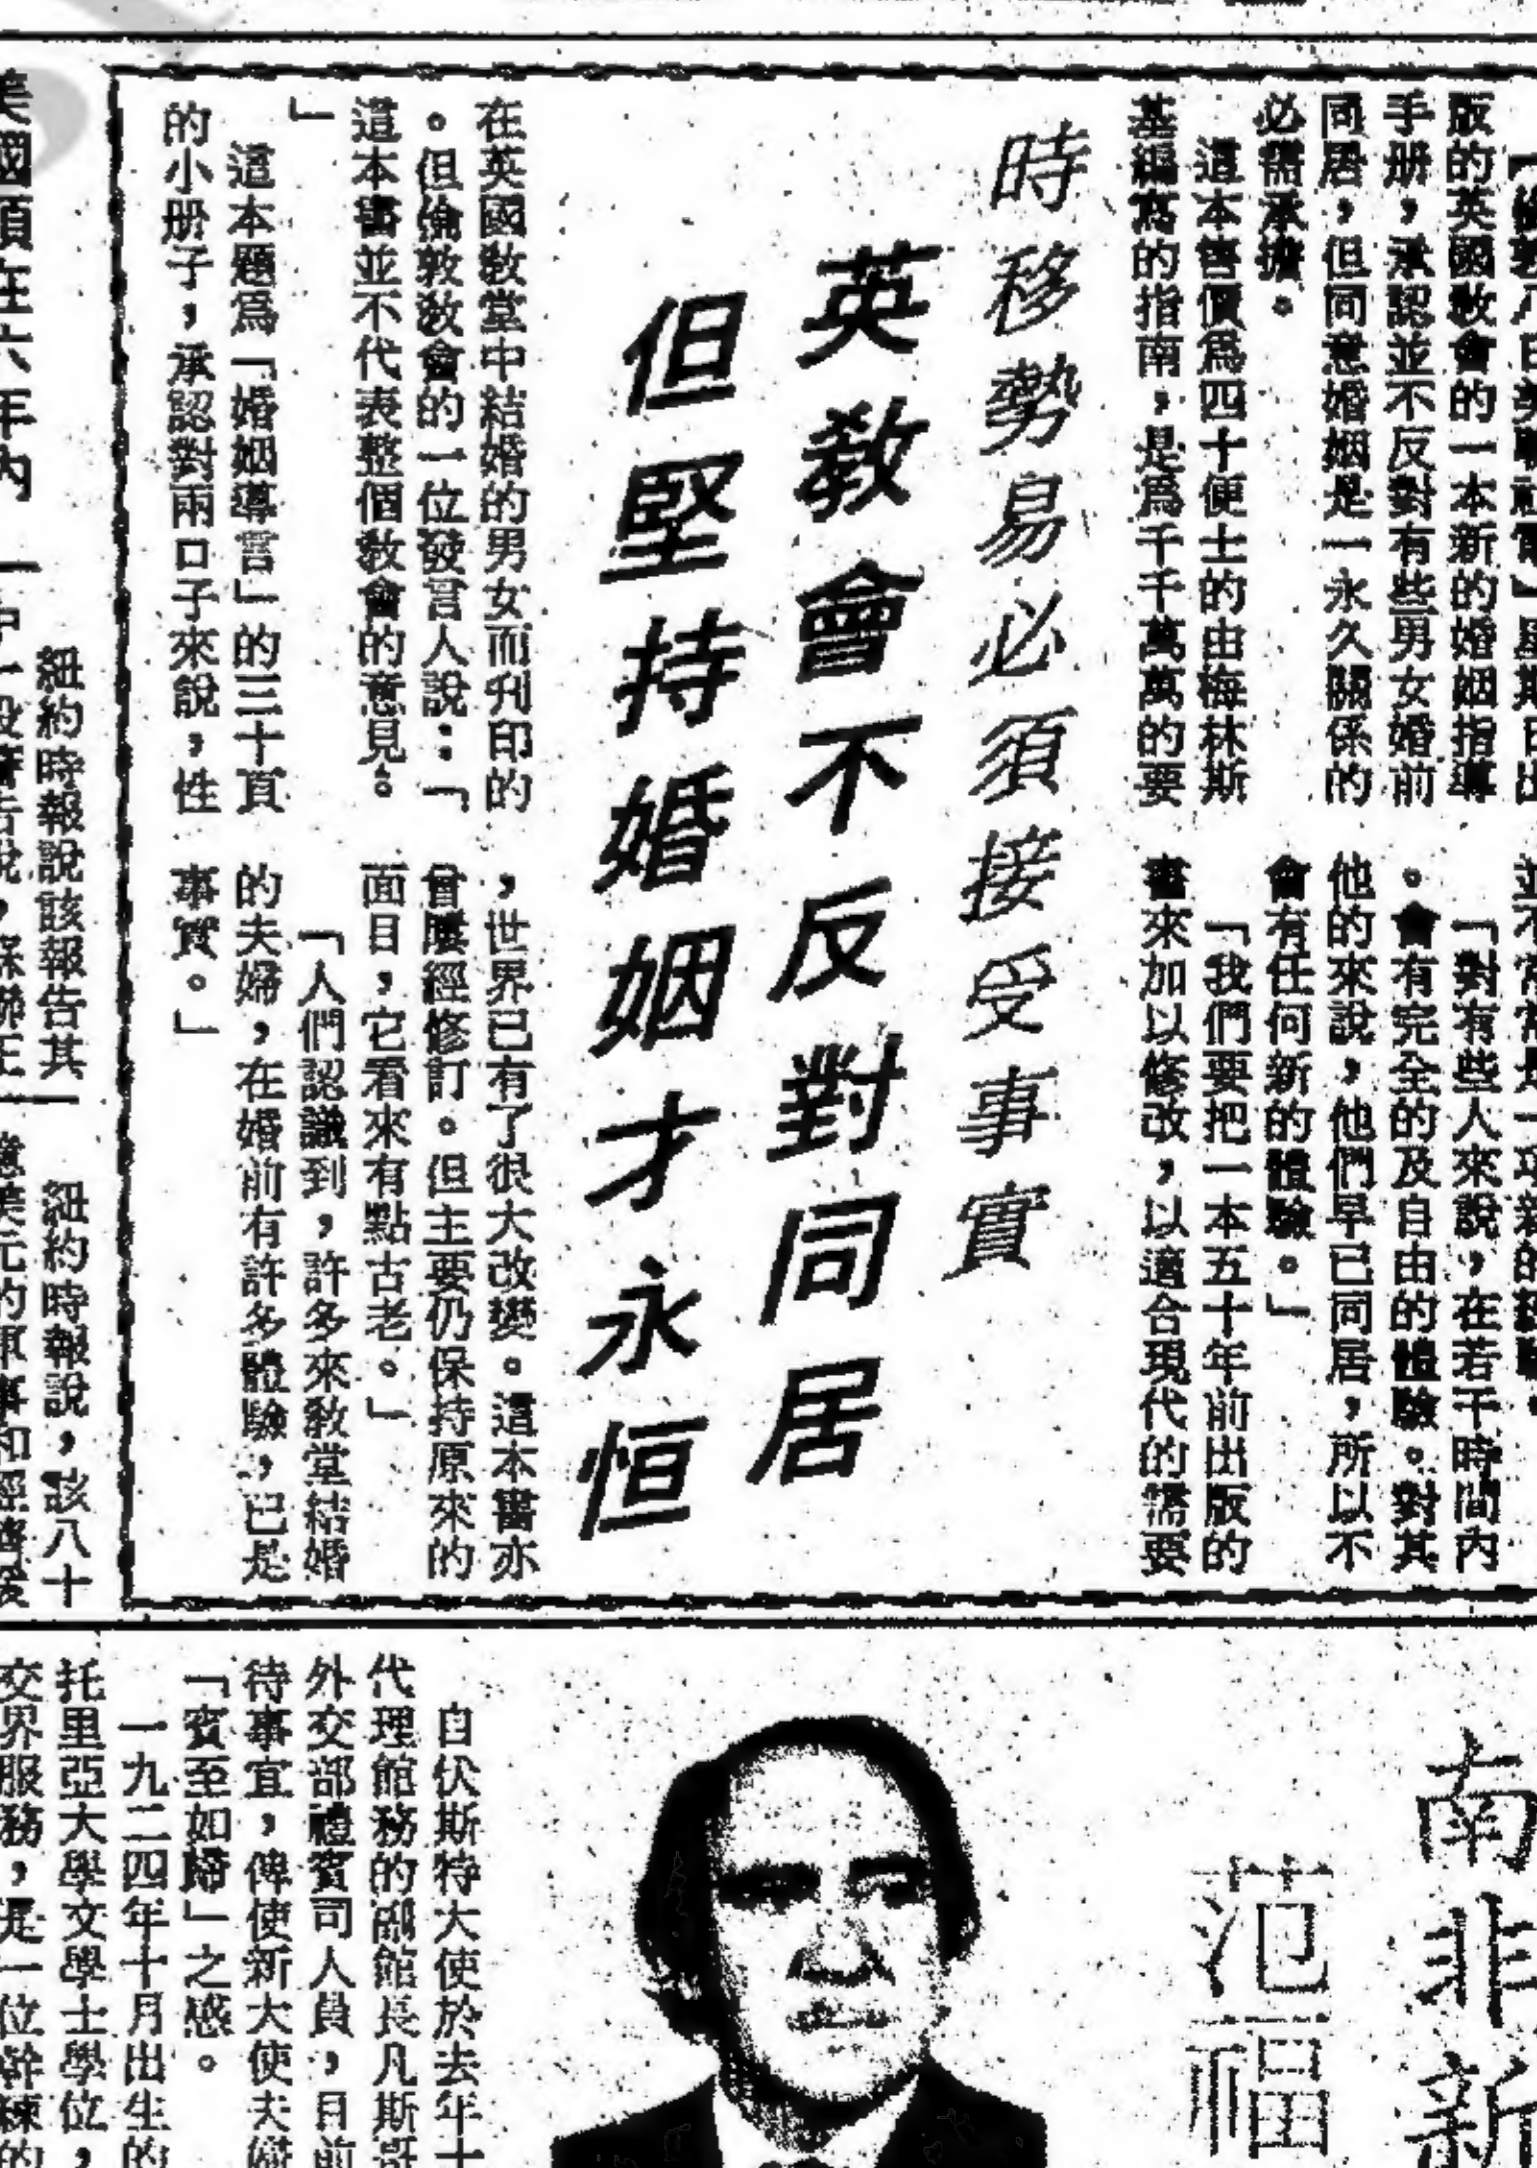 時移勢易必須接受事實
英教會不反對同居
但堅持婚姻才永恒
版的英國教會的一本新的婚姻指導
手册，承認並不反對有些男女婚前
同居，但同意婚姻是一永久關係的
必需承擔。
這本售價爲四十便士的由梅林斯
基編寫的指南，是爲千千萬萬的要
在英國教堂中結婚的男女而刋印的
。但倫敦教會的一位發言人說：「
這本書並不代表整個教會的意見。
」
這本題爲「婚姻導言」的三十頁
的小册子，承認對兩口子來說，性
「對有些人來說，在若干時間內
。會有完全的及自由的體驗。對其
他的來說，他們早已同居，所以不
會有任何新的體驗。」
「我們要把一本五十年前出版的
書來加以修改，以適合現代的需要
，世界已有了很大改變。這本書亦
曾屢經修訂。但主要仍保持原來的
面目，它看來有點古老。」
「人們認識到，許多來教堂結婚
的夫婦，在婚前有許多體驗，已是
事實。」
美國須在六年內
紐約時報說該報告其
紐約時報說，該八十
南非新
范福
自伏斯特大使於去年十
代理館務的副館長凡斯哥
外交部禮賓司人員，目前
待事宜，俾使新大使夫
「賓至如歸」之感。
一九二四年十月出生的
托里亞大學文學士學位，
交界服務，是一位幹練的